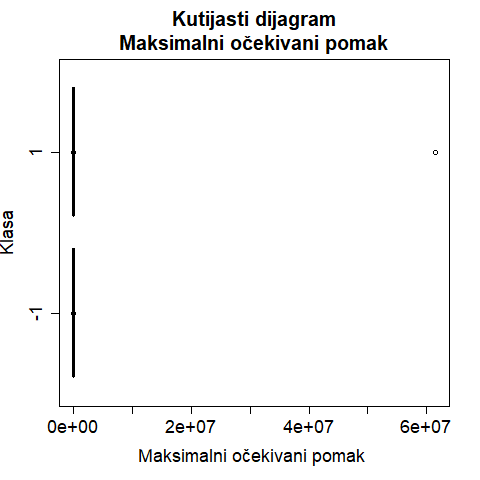 Kutijasti dijagram
Maksimalni očekivani pomak
Klasa
1
-1
0e+00 2e+07 4e+07 6e+07
Maksimalni očekivani pomak